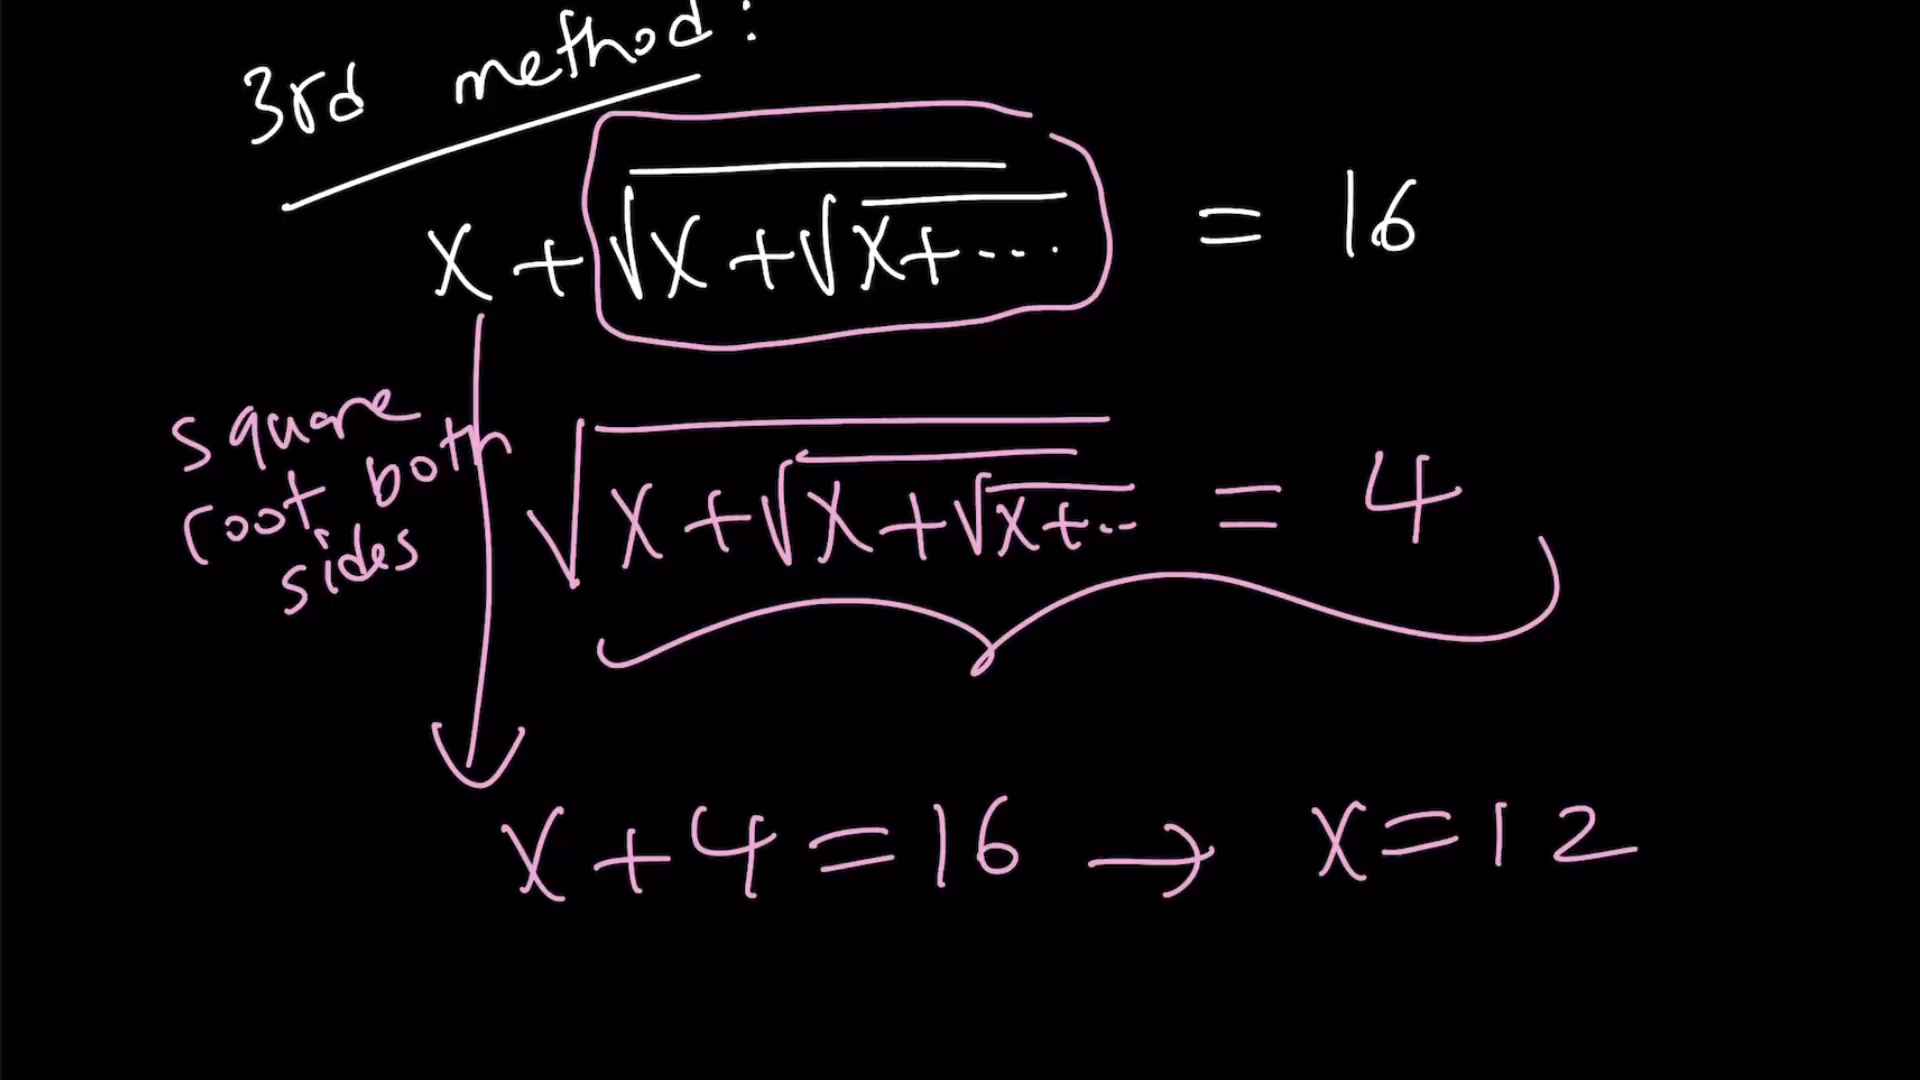 3rd method:
x + √(x + √(x + ...)) = 16
square
root both
sides
√(x + √(x + √(x + ...))) = 4
x + 4 = 16 → x = 12